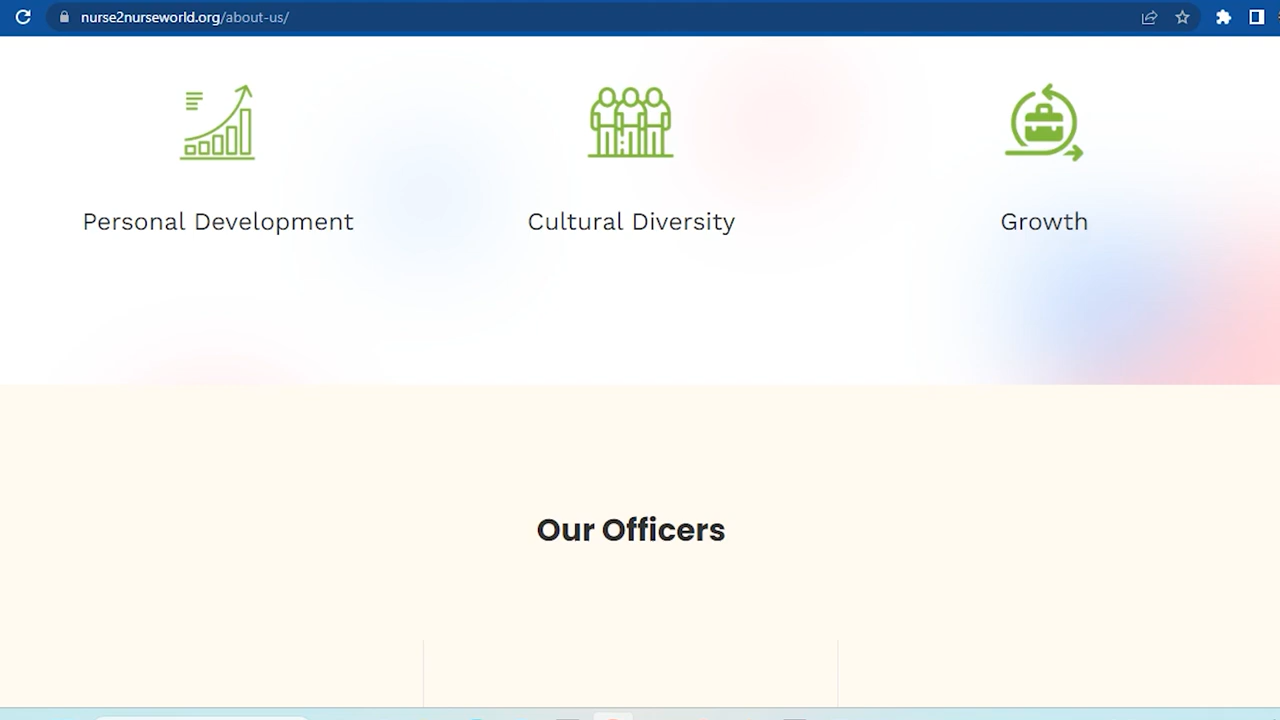 nurse2nurseworld.org/about-us/
Personal Development
Cultural Diversity
Growth
Our Officers